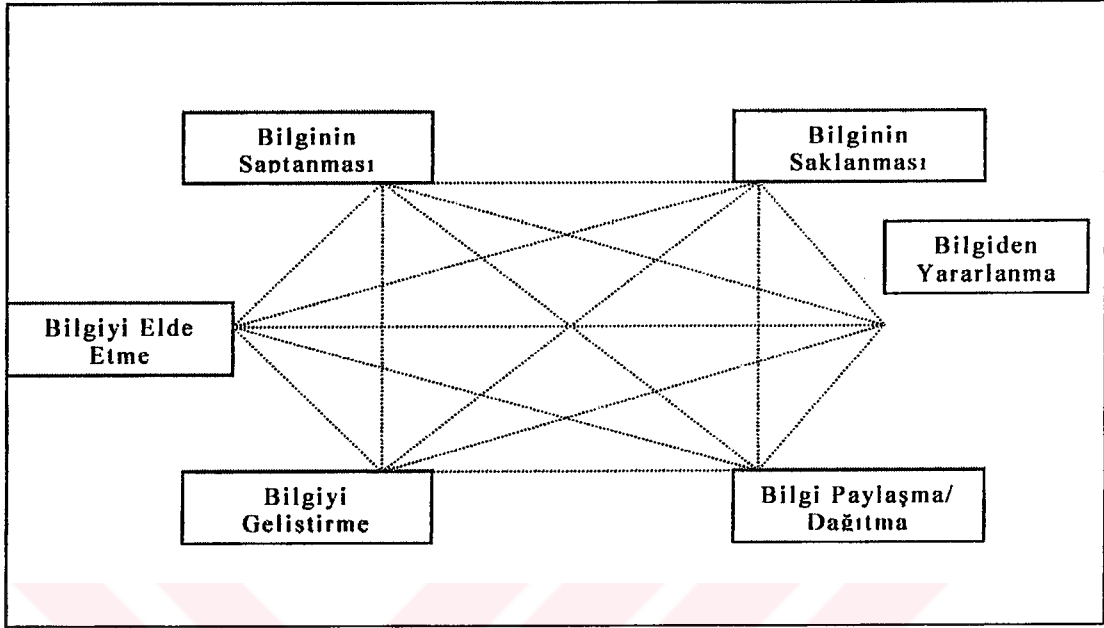 Bilginin
Saptanması
Bilginin
Saklanması
Bilgiden
Yararlanma
Bilgiyi Elde
Etme
Bilgiyi
Geliştirme
Bilgi Paylaşma/
Dağıtma